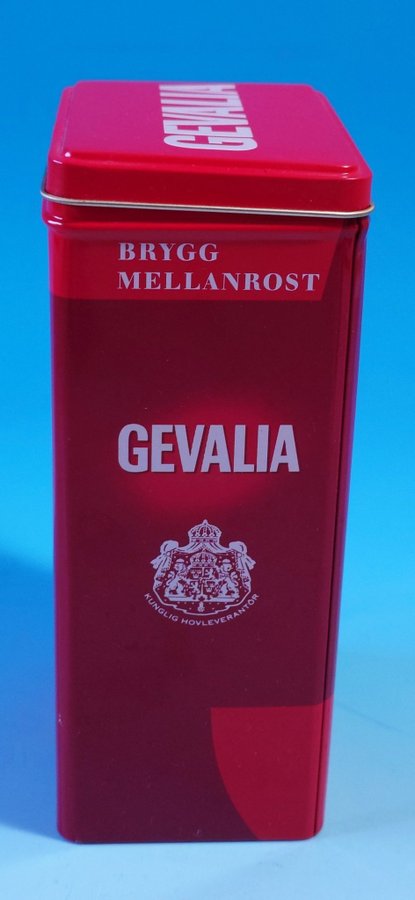 GEVALIA
BRYGG
MELLANROST
GEVALIA
KUNGLIG HOVLEVERANTÖR